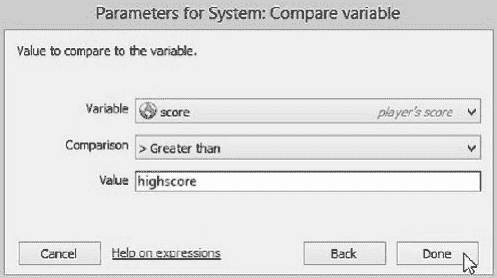 Parameters for System: Compare variable
Value to compare to the variable.
Variable score player's score
Comparison > Greater than
Value highscore
Cancel Help on expressions Back Done